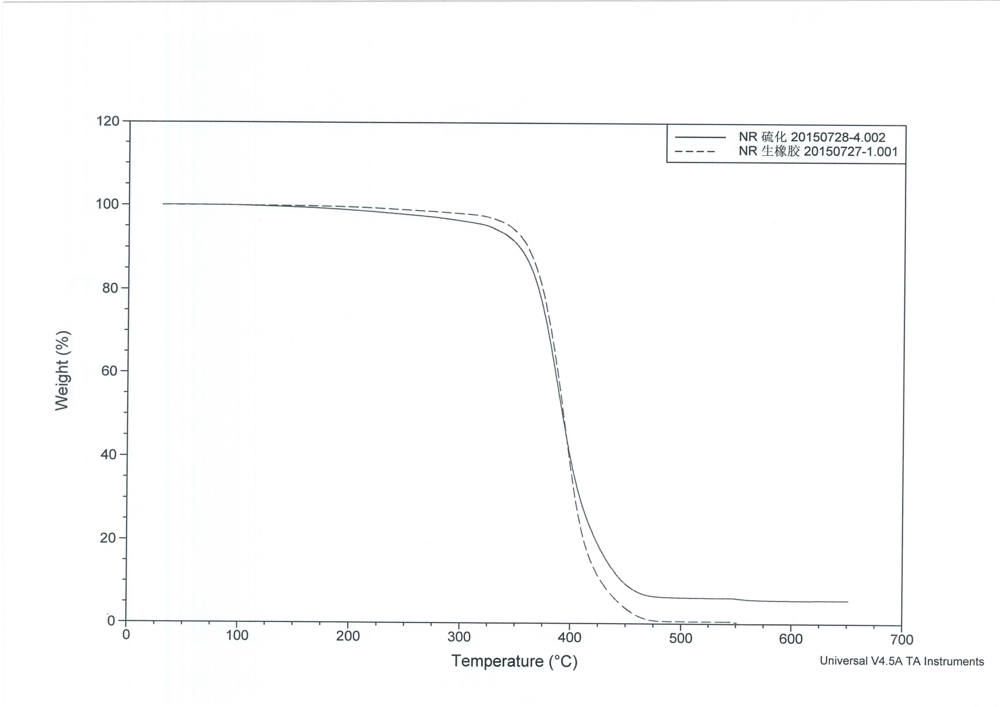 120
NR 硫化 20150728-4.002
NR 生橡胶 20150727-1.001
100
80
60
40
20
0
Weight (%)
0 100 200 300 400 500 600 700
Temperature (°C)
Universal V4.5A TA Instruments